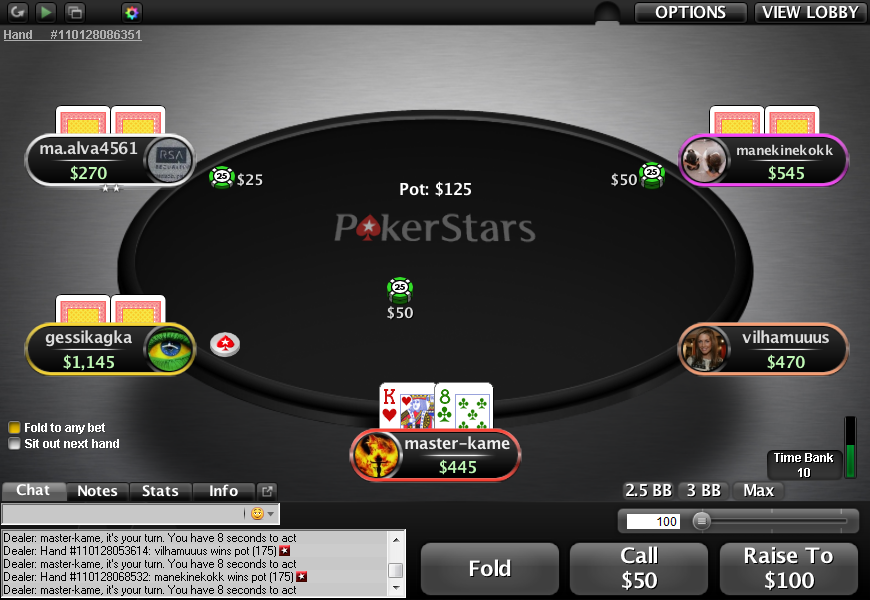 OPTIONS
VIEW LOBBY
Hand #110128086351
ma.alva4561
$270
RSA
manekinekokk
$545
25 $25
$50 25
Pot: $125
PokerStars
25
$50
gessikagka
$1,145
vilhamuuus
$470
K 8
master-kame
$445
Fold to any bet
Sit out next hand
Time Bank
10
Chat Notes Stats Info
2.5 BB 3 BB Max
100
Dealer: master-kame, it's your turn. You have 8 seconds to act
Dealer: Hand #110128053614: vilhamuuus wins pot (175)
Dealer: master-kame, it's your turn. You have 8 seconds to act
Dealer: Hand #110128068532: manekinekokk wins pot (175)
Dealer: master-kame, it's your turn. You have 8 seconds to act
Fold
Call
$50
Raise To
$100